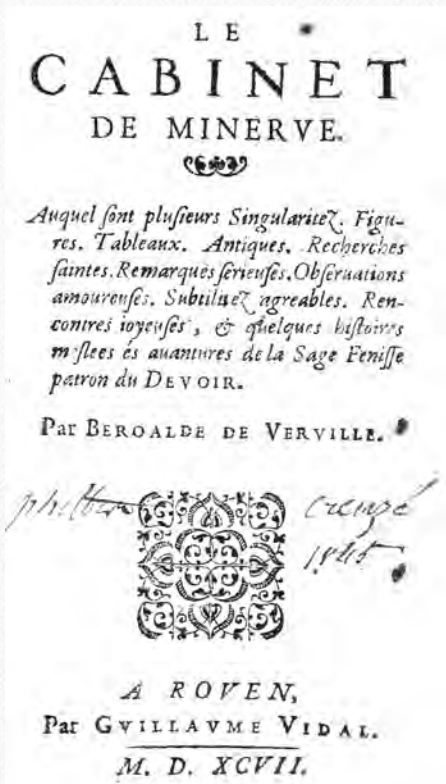 LE
CABINET
DE MINERVE.
Auquel ſont pluſieurs Singularitez. Figu-
res. Tableaux. Antiques. Recherches
ſaintes. Remarques ſerieuſes. Obſeruations
amoureuſes. Subtilitez agreables. Ren-
contres ioyeuſes, & quelques hiſtoires
meſlees és auantures de la Sage Feniſſe
patron du DEVOIR.
Par BEROALDE DE VERVILLE.
creuzé
A ROVEN,
Par GVILLAVME VIDAL.
M. D. XCVII.